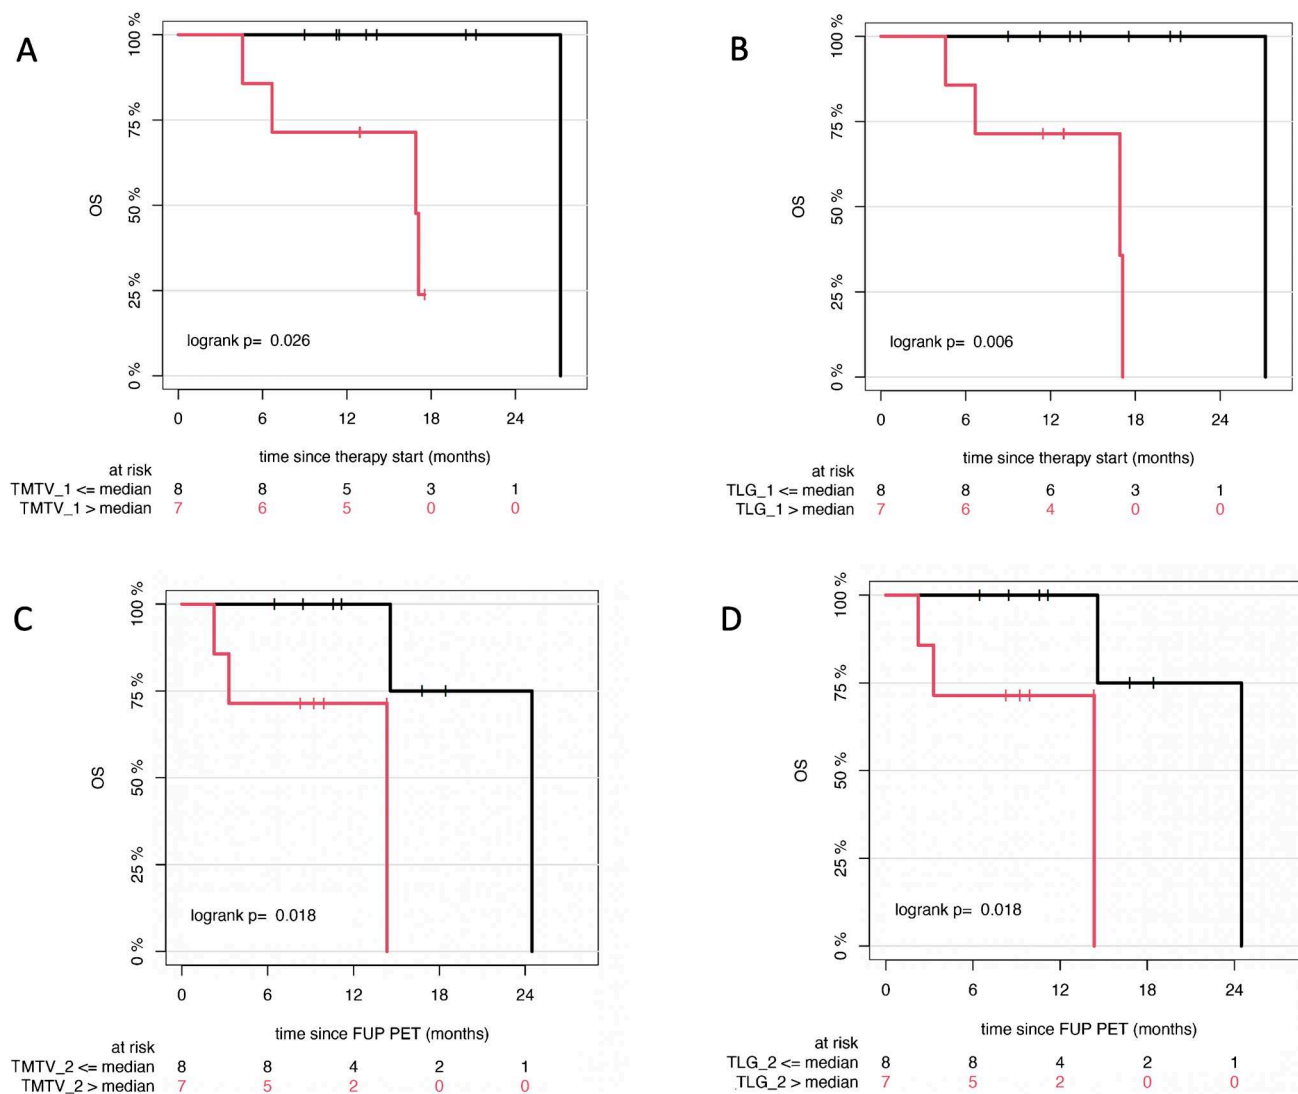 A
OS
100 %
75 %
50 %
25 %
0 %
logrank p= 0.026
0 6 12 18 24
time since therapy start (months)
at risk
TMTV_1 <= median 8 8 5 3 1
TMTV_1 > median 7 6 5 0 0
B
OS
100 %
75 %
50 %
25 %
0 %
logrank p= 0.006
0 6 12 18 24
time since therapy start (months)
at risk
TLG_1 <= median 8 8 6 3 1
TLG_1 > median 7 6 4 0 0
C
OS
100 %
75 %
50 %
25 %
0 %
logrank p= 0.018
0 6 12 18 24
time since FUP PET (months)
at risk
TMTV_2 <= median 8 8 4 2 1
TMTV_2 > median 7 5 2 0 0
D
OS
100 %
75 %
50 %
25 %
0 %
logrank p= 0.018
0 6 12 18 24
time since FUP PET (months)
at risk
TLG_2 <= median 8 8 4 2 1
TLG_2 > median 7 5 2 0 0